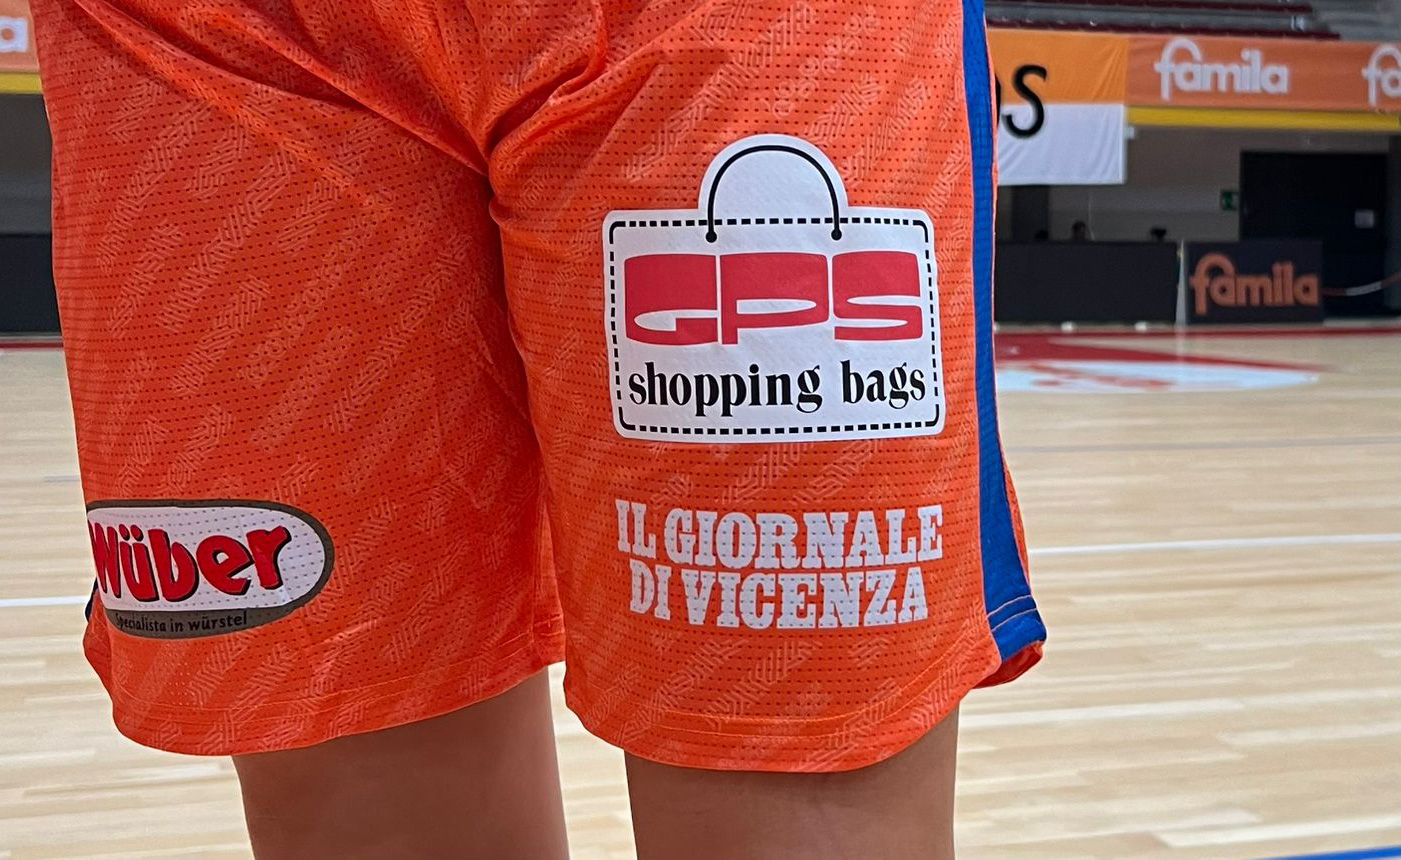 famila
GPS
shopping bags
famila
Wüber
Specialista in würstel
IL GIORNALE
DI VICENZA